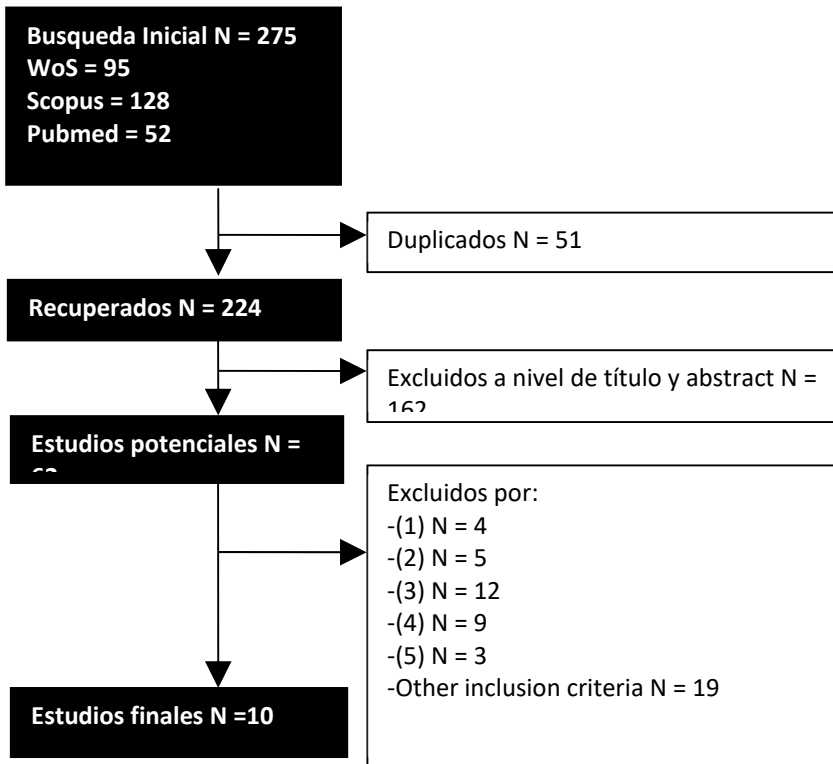 Busqueda Inicial N = 275
WoS = 95
Scopus = 128
Pubmed = 52
Duplicados N = 51
Recuperados N = 224
Excluidos a nivel de título y abstract N =
162
Estudios potenciales N =
Excluidos por:
-(1) N = 4
-(2) N = 5
-(3) N = 12
-(4) N = 9
-(5) N = 3
-Other inclusion criteria N = 19
Estudios finales N =10